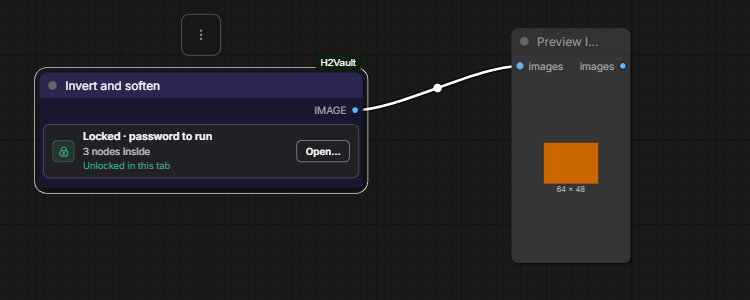 H2Vault
Invert and soften
IMAGE
Locked · password to run
3 nodes inside
Unlocked in this tab
Open...
Preview I...
images
images
64 × 48